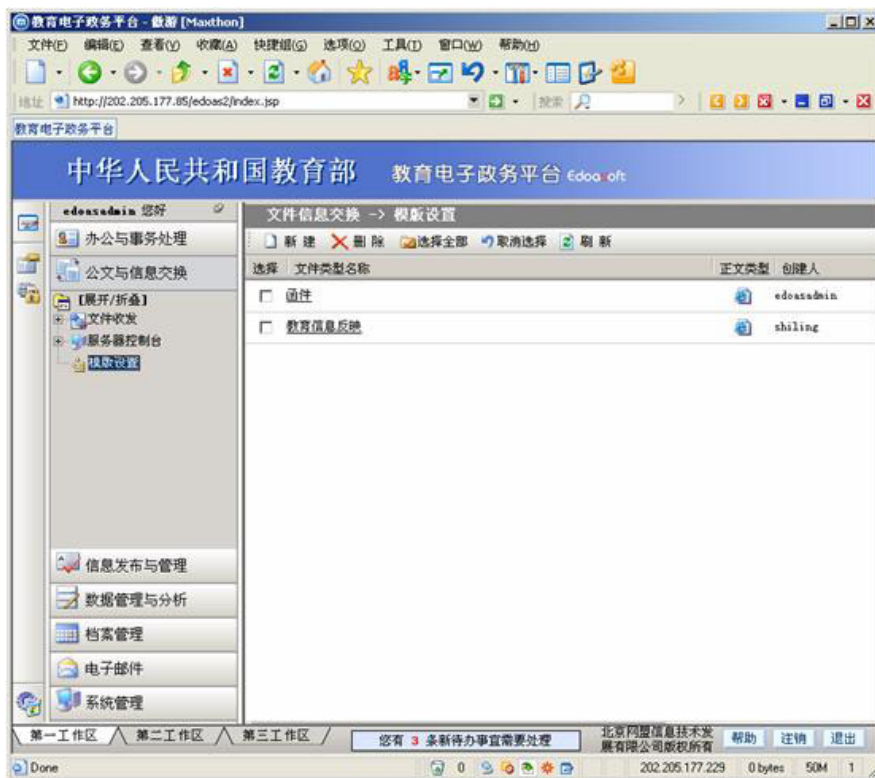 教育电子政务平台 - 傲游 [Maxthon]
文件(F) 编辑(E) 查看(V) 收藏(A) 快捷组(G) 选项(O) 工具(T) 窗口(W) 帮助(H)
地址 http://202.205.177.85/edoas2/index.jsp 搜索
教育电子政务平台
中华人民共和国教育部 教育电子政务平台 Edoasoft
edoasadmin 您好
文件信息交换 -> 模版设置
办公与事务处理
新 建 删 除 选择全部 取消选择 刷 新
公文与信息交换
选择 文件类型名称 正文类型 创建人
[展开/折叠]
函件 edoasadmin
文件收发
教育信息反映 shiling
服务器控制台
模版设置
信息发布与管理
数据管理与分析
档案管理
电子邮件
系统管理
第一工作区 第二工作区 第三工作区 您有 3 条新待办事宜需要处理 北京网盟信息技术发展有限公司版权所有 帮助 注销 退出
Done 0 202.205.177.229 0 bytes 50M 1